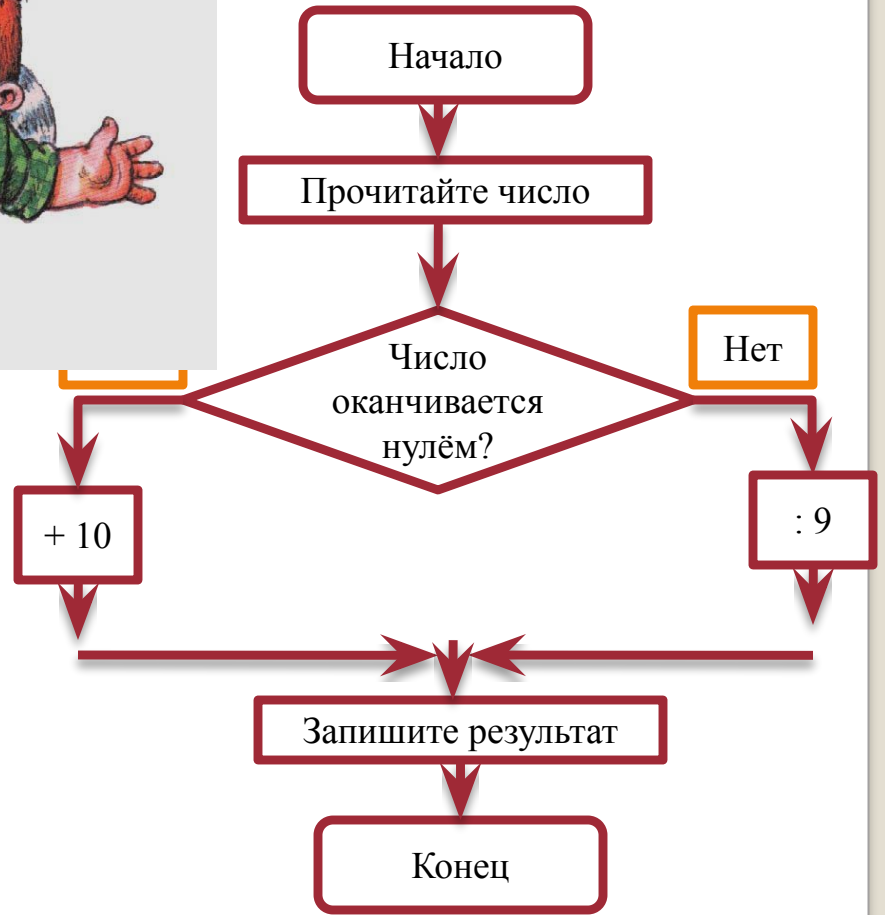 Начало
Прочитайте число
Число
оканчивается
нулём?
Нет
+ 10
: 9
Запишите результат
Конец